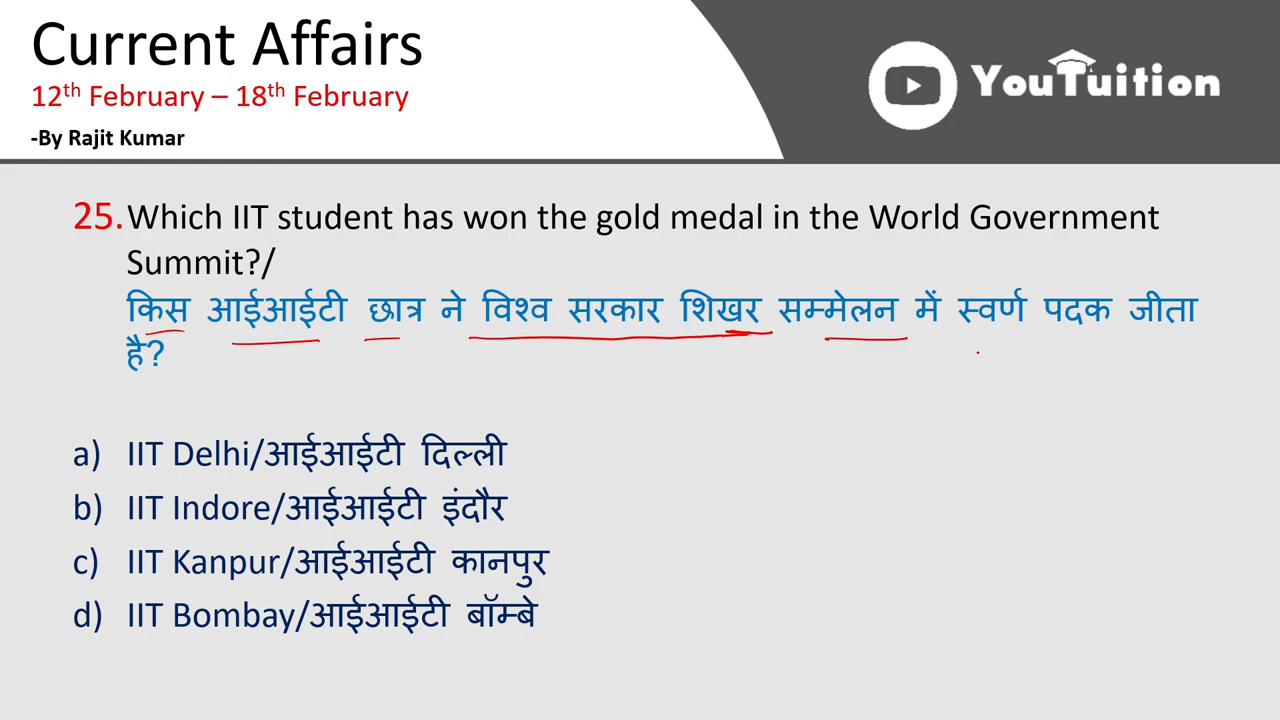 Current Affairs
12th February – 18th February
-By Rajit Kumar
YouTuition
25. Which IIT student has won the gold medal in the World Government
Summit?/
किस आईआईटी छात्र ने विश्व सरकार शिखर सम्मेलन में स्वर्ण पदक जीता
है?
a) IIT Delhi/आईआईटी दिल्ली
b) IIT Indore/आईआईटी इंदौर
c) IIT Kanpur/आईआईटी कानपुर
d) IIT Bombay/आईआईटी बॉम्बे